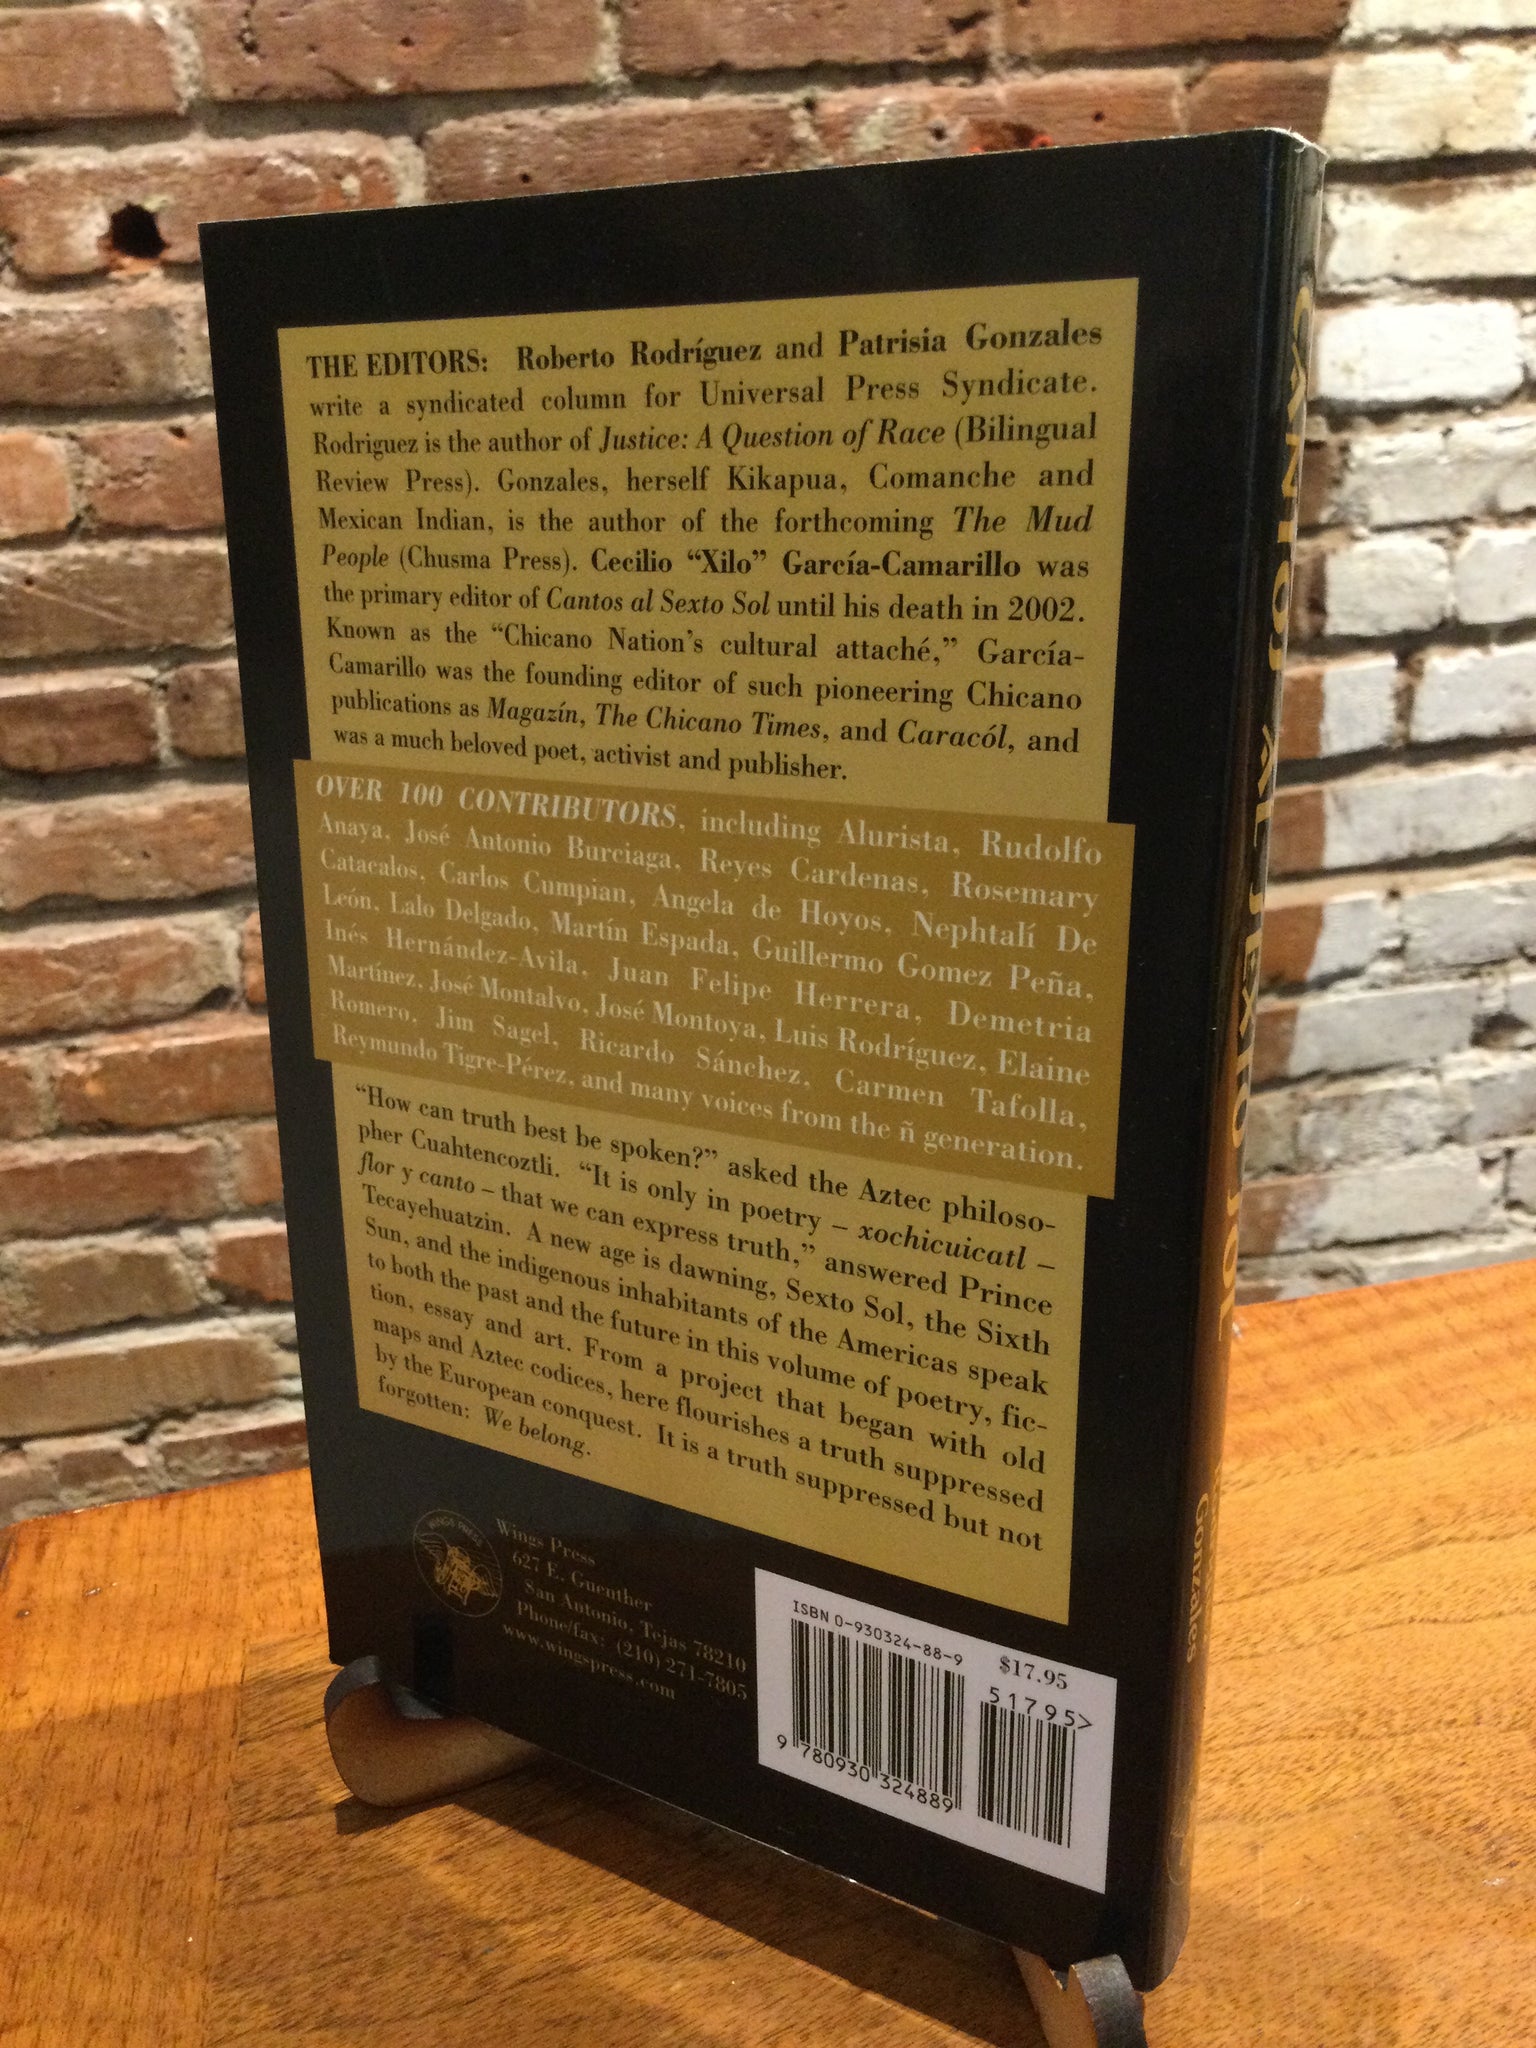 THE EDITORS: Roberto Rodríguez and Patrisia Gonzales
write a syndicated column for Universal Press Syndicate.
Rodriguez is the author of Justice: A Question of Race (Bilingual
Review Press). Gonzales, herself Kikapua, Comanche and
Mexican Indian, is the author of the forthcoming The Mud
People (Chusma Press). Cecilio “Xilo” García-Camarillo was
the primary editor of Cantos al Sexto Sol until his death in 2002.
Known as the “Chicano Nation’s cultural attaché,” García-
Camarillo was the founding editor of such pioneering Chicano
publications as Magazín, The Chicano Times, and Caracól, and
was a much beloved poet, activist and publisher.
OVER 100 CONTRIBUTORS, including Alurista, Rudolfo
Anaya, José Antonio Burciaga, Reyes Cardenas, Rosemary
Catacalos, Carlos Cumpian, Angela de Hoyos, Nephtalí De
León, Lalo Delgado, Martín Espada, Guillermo Gomez Peña,
Inés Hernández-Avila, Juan Felipe Herrera, Demetria
Martínez, José Montalvo, José Montoya, Luis Rodríguez, Elaine
Romero, Jim Sagel, Ricardo Sánchez, Carmen Tafolla,
Reymundo Tigre-Pérez, and many voices from the ñ generation.
“How can truth best be spoken?” asked the Aztec philoso-
pher Cuahtencoztli. “It is only in poetry – xochicuicatl –
flor y canto – that we can express truth,” answered Prince
Tecayehuatzin. A new age is dawning, Sexto Sol, the Sixth
Sun, and the indigenous inhabitants of the Americas speak
to both the past and the future in this volume of poetry, fic-
tion, essay and art. From a project that began with old
maps and Aztec codices, here flourishes a truth suppressed
by the European conquest. It is a truth suppressed but not
forgotten: We belong.
WINGS PRESS
Wings Press
627 E. Guenther
San Antonio, Tejas 78210
Phone/fax: (210) 271-7805
www.wingspress.com
ISBN 0-930324-88-9
$17.95
51795>
9 780930 324889
Gonzales